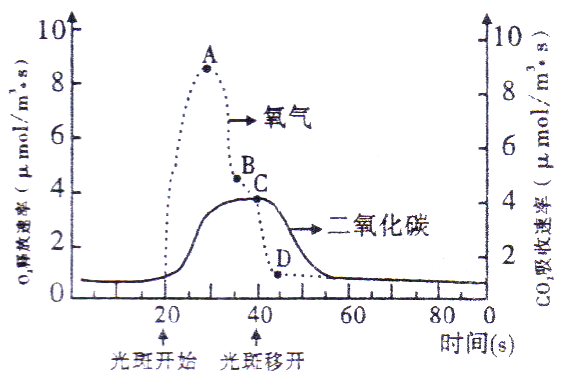 O₂释放速率(μmol/m³•s)
10
8
6
4
2
0
A
B
C
D
氧气
二氧化碳
10
8
6
4
2
CO₂吸收速率(μmol/m³•s)
20
40
60
80
0
时间(s)
光斑开始
光斑移开